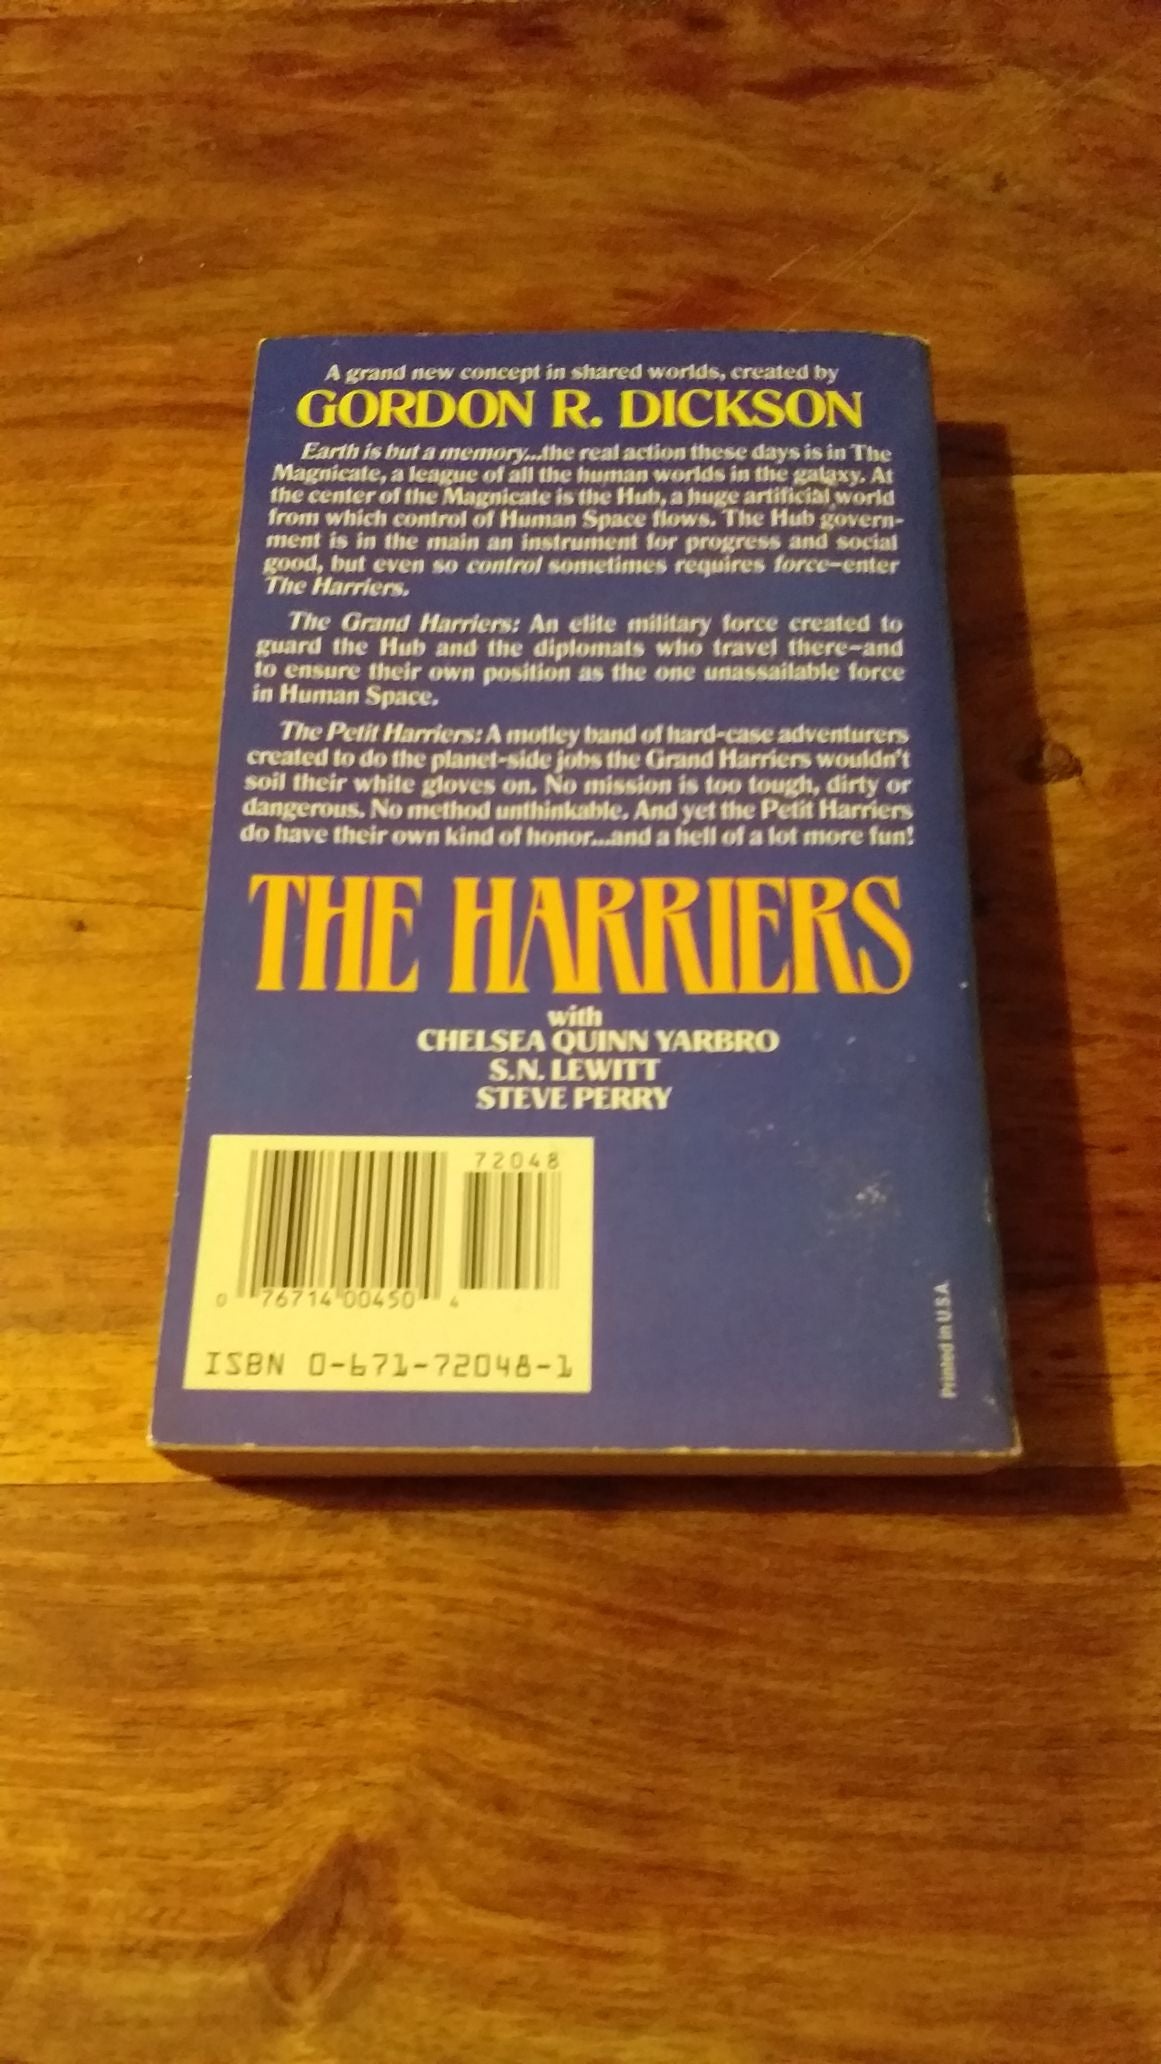 A grand new concept in shared worlds, created by
GORDON R. DICKSON
Earth is but a memory...the real action these days is in The
Magnicate, a league of all the human worlds in the galaxy. At
the center of the Magnicate is the Hub, a huge artificial world
from which control of Human Space flows. The Hub govern-
ment is in the main an instrument for progress and social
good, but even so control sometimes requires force—enter
The Harriers.
The Grand Harriers: An elite military force created to
guard the Hub and the diplomats who travel there—and
to ensure their own position as the one unassailable force
in Human Space.
The Petit Harriers: A motley band of hard-case adventurers
created to do the planet-side jobs the Grand Harriers wouldn't
soil their white gloves on. No mission is too tough, dirty or
dangerous. No method unthinkable. And yet the Petit Harriers
do have their own kind of honor...and a hell of a lot more fun!
THE HARRIERS
with
CHELSEA QUINN YARBRO
S.N. LEWITT
STEVE PERRY
72048
0 76714 00450 4
ISBN 0-671-72048-1
Printed in U.S.A.